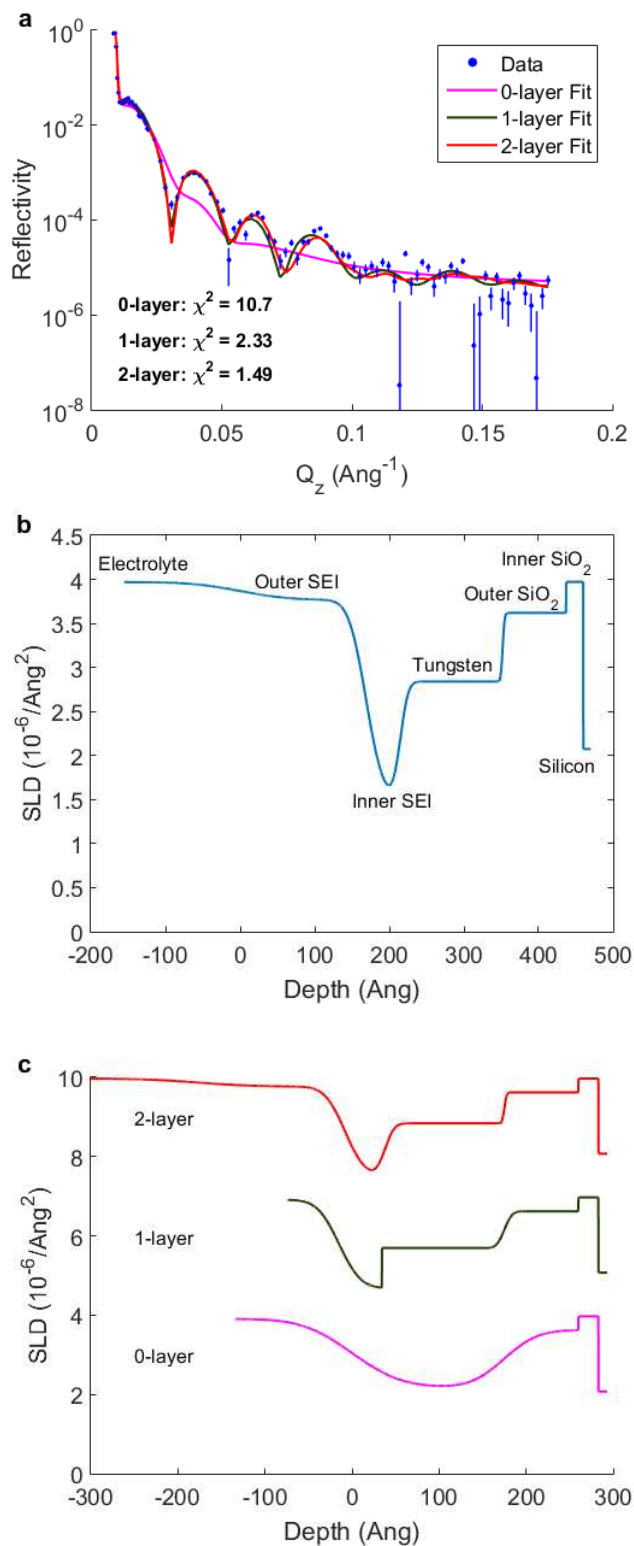 a
10^0
10^-2
10^-4
10^-6
10^-8
Reflectivity
Data
0-layer Fit
1-layer Fit
2-layer Fit
0-layer: χ² = 10.7
1-layer: χ² = 2.33
2-layer: χ² = 1.49
0 0.05 0.1 0.15 0.2
Q_z (Ang^-1)
b
4.5
4
3.5
3
2.5
2
1.5
1
0.5
0
SLD (10^-6/Ang^2)
Electrolyte
Outer SEI
Inner SiO_2
Outer SiO_2
Tungsten
Silicon
Inner SEI
-200 -100 0 100 200 300 400 500
Depth (Ang)
c
10
8
6
4
2
0
SLD (10^-6/Ang^2)
2-layer
1-layer
0-layer
-300 -200 -100 0 100 200 300
Depth (Ang)